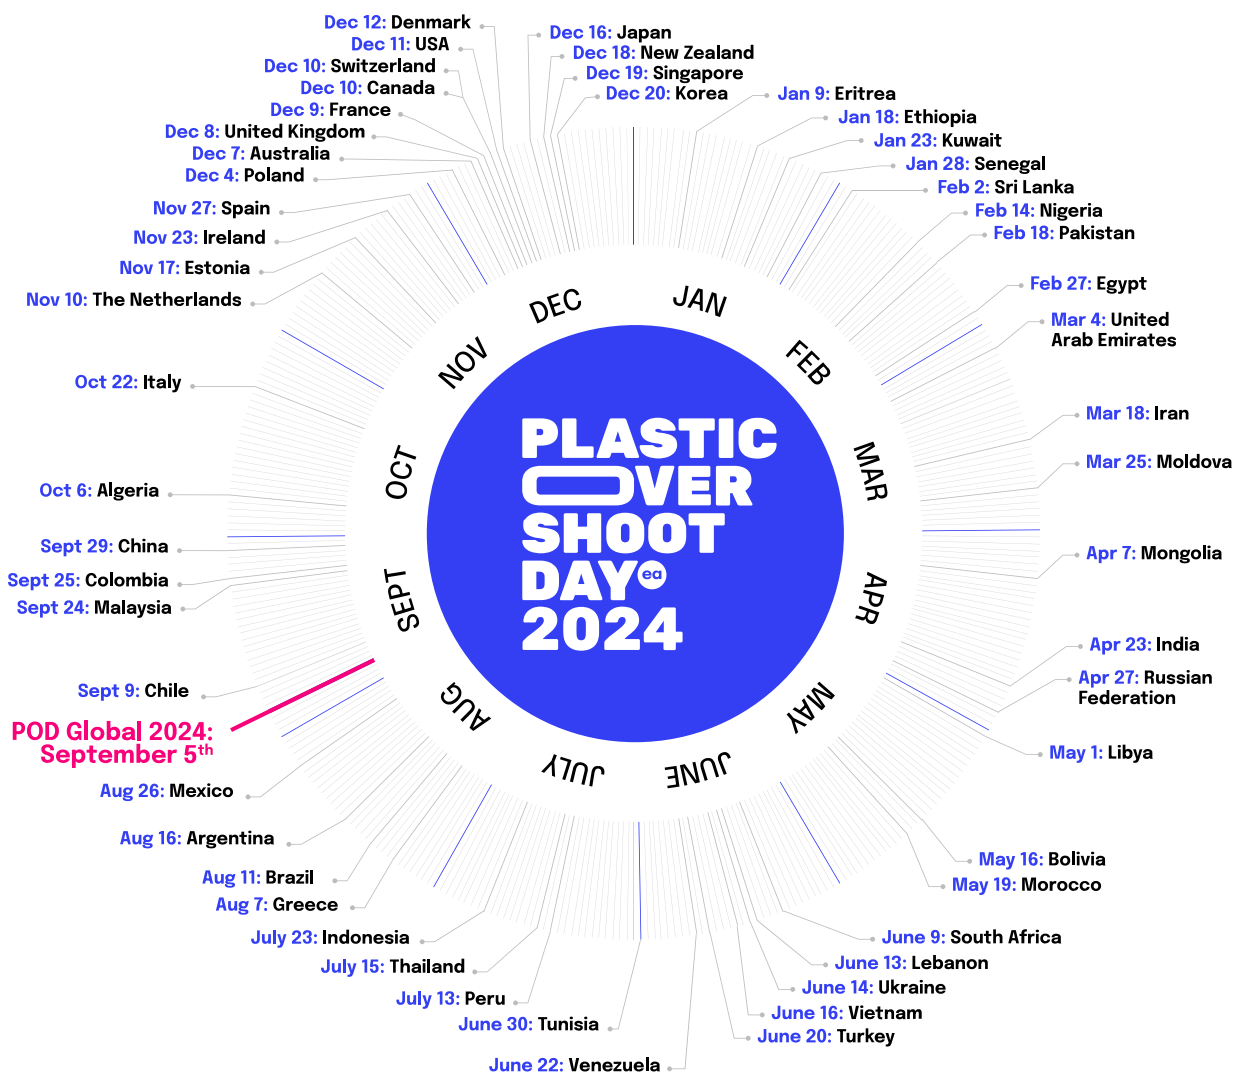 Dec 12: Denmark
Dec 11: USA
Dec 10: Switzerland
Dec 10: Canada
Dec 9: France
Dec 8: United Kingdom
Dec 7: Australia
Dec 4: Poland
Nov 27: Spain
Nov 23: Ireland
Nov 17: Estonia
Nov 10: The Netherlands
Oct 22: Italy
Oct 6: Algeria
Sept 29: China
Sept 25: Colombia
Sept 24: Malaysia
Sept 9: Chile
POD Global 2024:
September 5th
Aug 26: Mexico
Aug 16: Argentina
Aug 11: Brazil
Aug 7: Greece
July 23: Indonesia
July 15: Thailand
July 13: Peru
June 30: Tunisia
June 22: Venezuela
Dec 16: Japan
Dec 18: New Zealand
Dec 19: Singapore
Dec 20: Korea
Jan 9: Eritrea
Jan 18: Ethiopia
Jan 23: Kuwait
Jan 28: Senegal
Feb 2: Sri Lanka
Feb 14: Nigeria
Feb 18: Pakistan
Feb 27: Egypt
Mar 4: United
Arab Emirates
Mar 18: Iran
Mar 25: Moldova
Apr 7: Mongolia
Apr 23: India
Apr 27: Russian
Federation
May 1: Libya
May 16: Bolivia
May 19: Morocco
June 9: South Africa
June 13: Lebanon
June 14: Ukraine
June 16: Vietnam
June 20: Turkey
JAN
FEB
MAR
APR
MAY
JUNE
JULY
AUG
SEPT
OCT
NOV
DEC
PLASTIC
OVER
SHOOT
DAY ea
2024